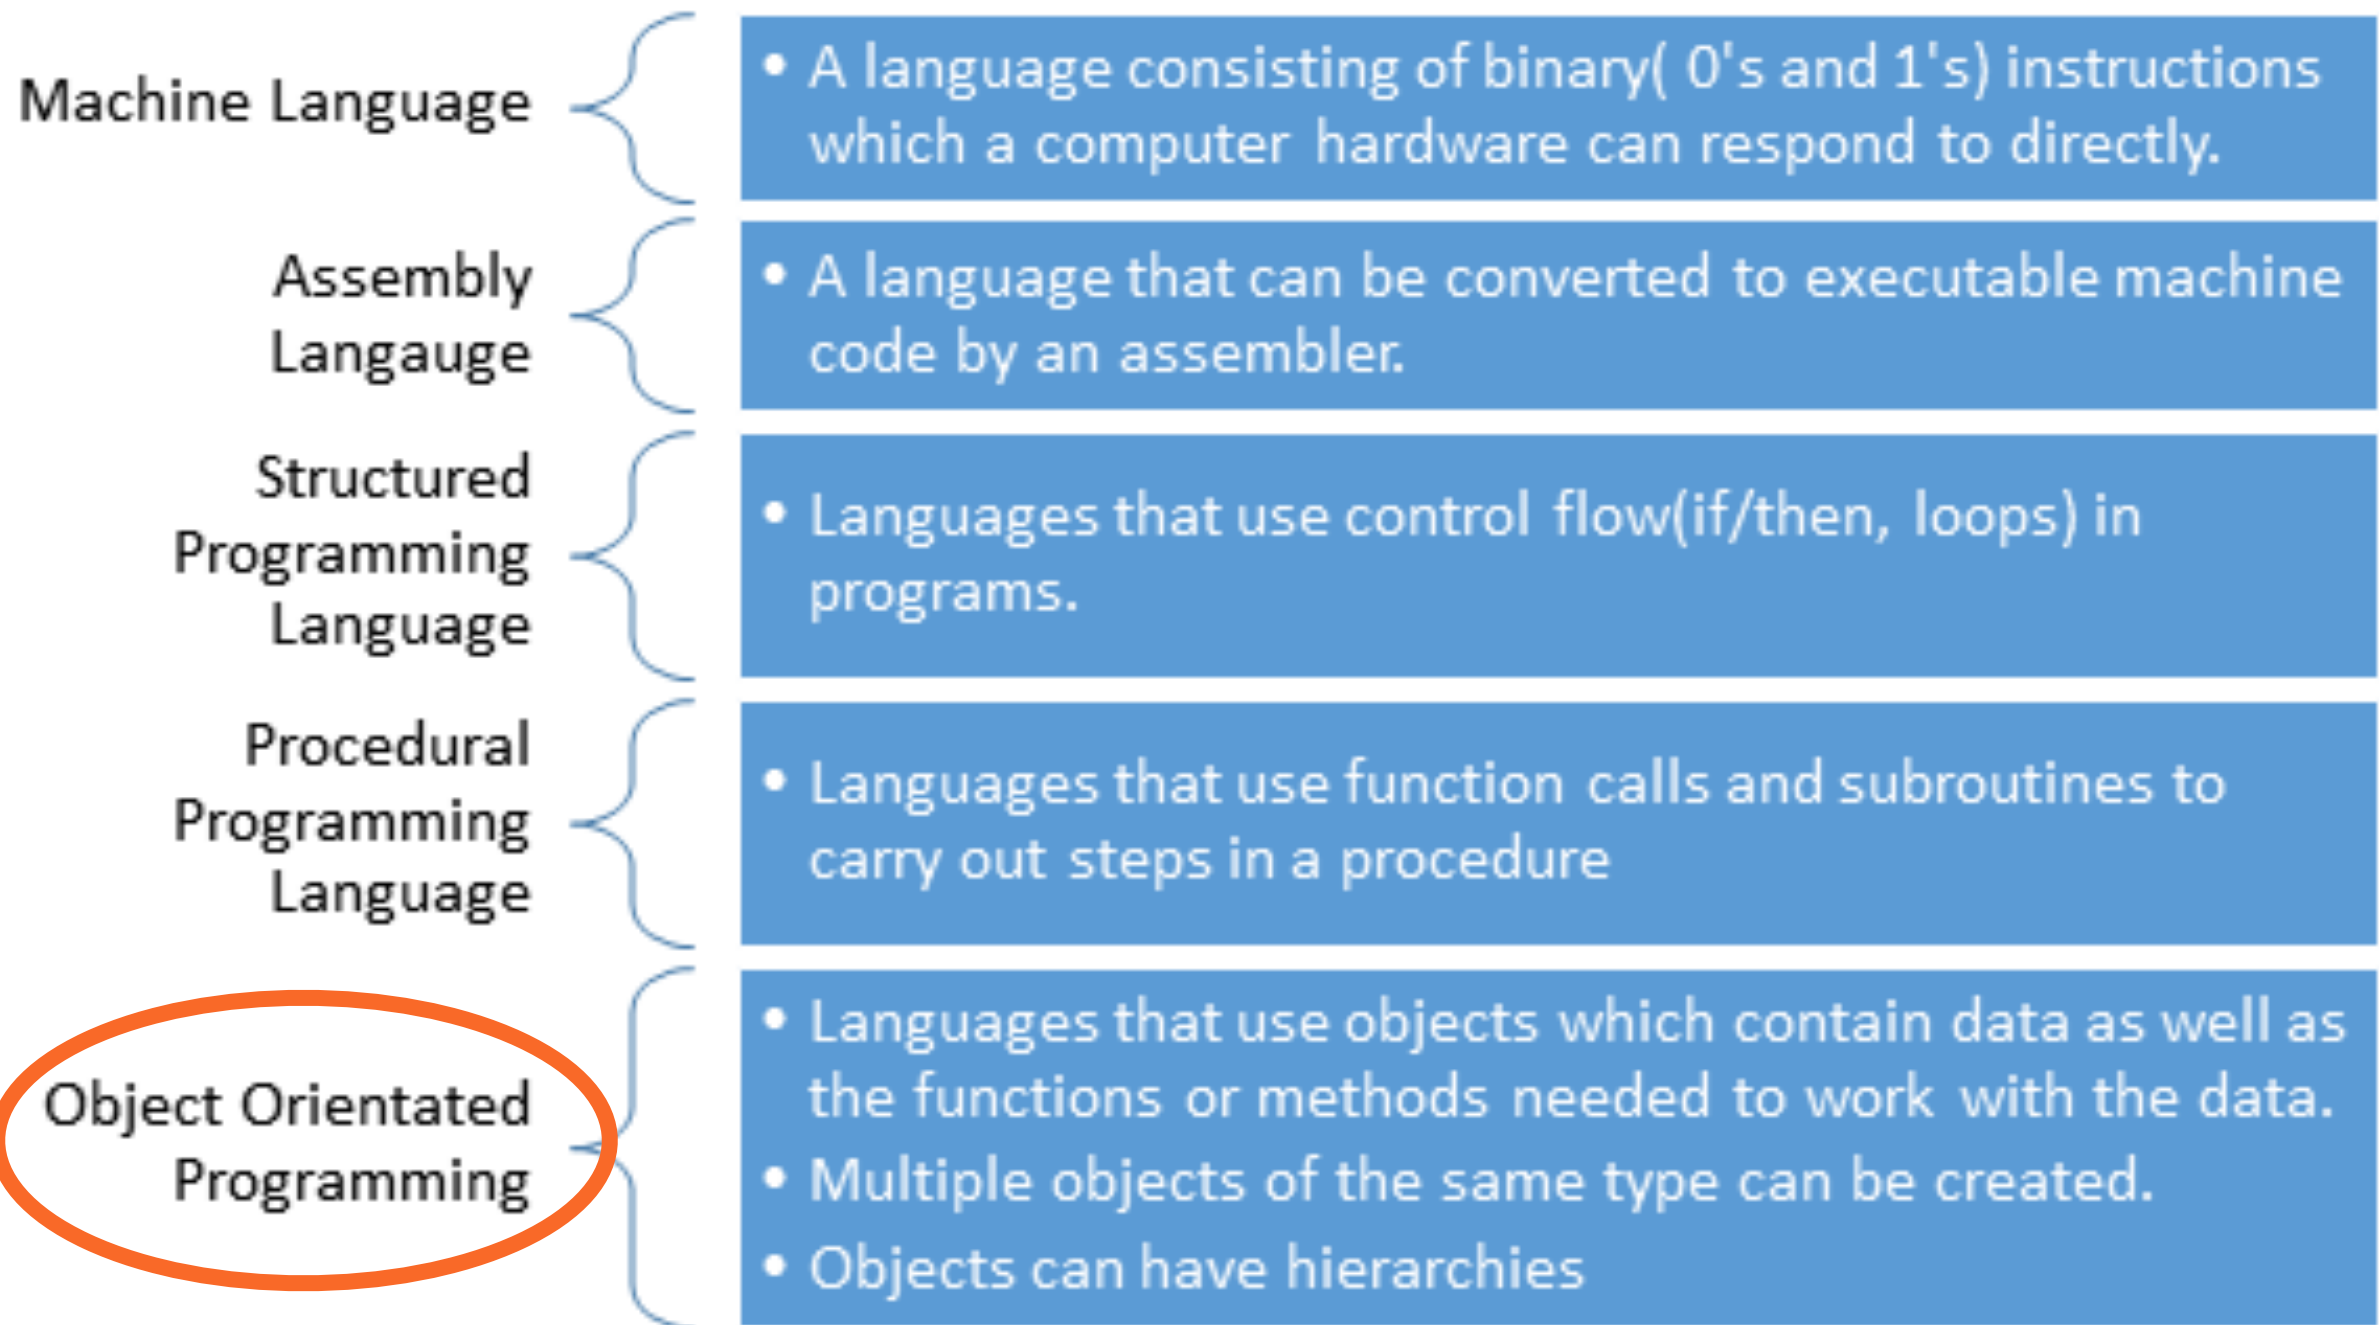 Machine Language
• A language consisting of binary( 0's and 1's) instructions
which a computer hardware can respond to directly.
Assembly
Langauge
• A language that can be converted to executable machine
code by an assembler.
Structured
Programming
Language
• Languages that use control flow(if/then, loops) in
programs.
Procedural
Programming
Language
• Languages that use function calls and subroutines to
carry out steps in a procedure
Object Orientated
Programming
• Languages that use objects which contain data as well as
the functions or methods needed to work with the data.
• Multiple objects of the same type can be created.
• Objects can have hierarchies